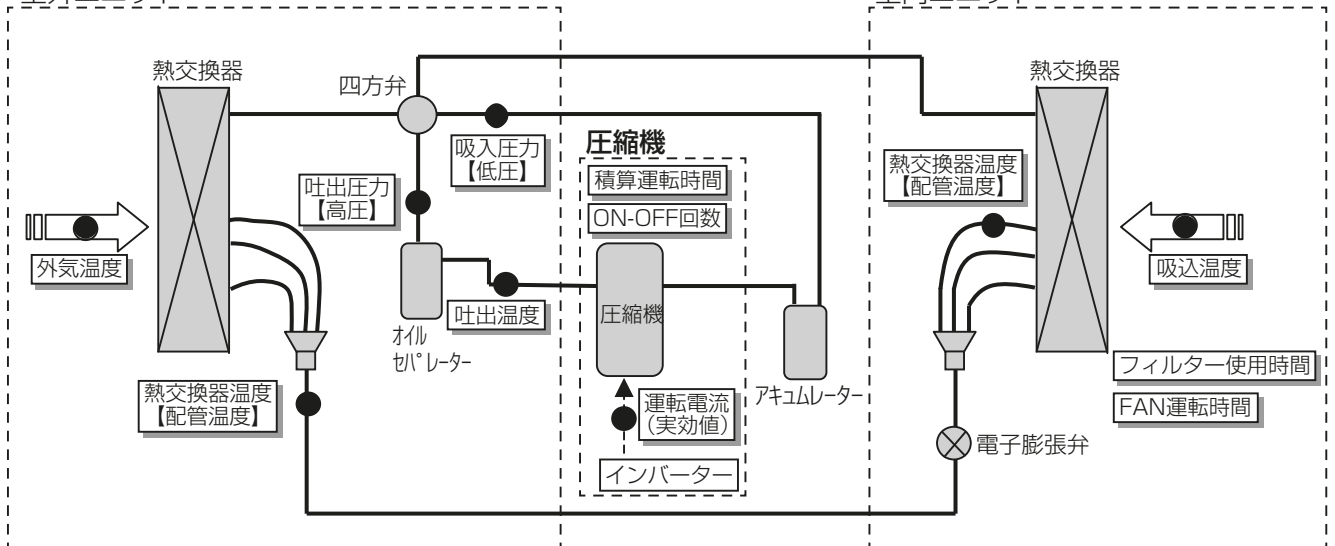 熱交換器
四方弁
吸入圧力
【低圧】
吐出圧力
【高圧】
外気温度
オイル
セパレーター
吐出温度
熱交換器温度
【配管温度】
圧縮機
積算運転時間
ON-OFF回数
圧縮機
運転電流
(実効値)
インバーター
アキュムレーター
熱交換器
熱交換器温度
【配管温度】
吸込温度
フィルター使用時間
FAN運転時間
電子膨張弁